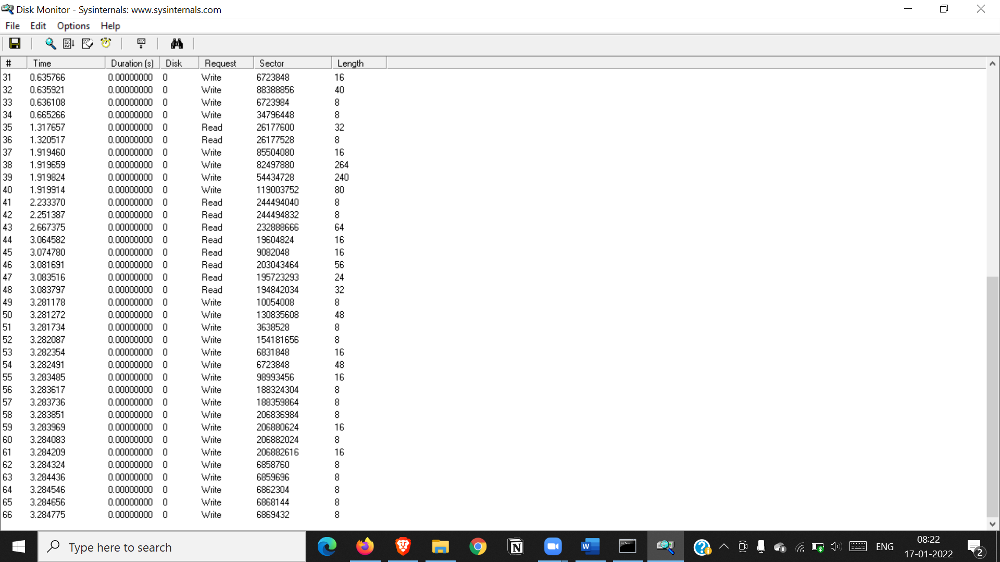 Disk Monitor - Sysinternals: www.sysinternals.com
File Edit Options Help
# Time Duration (s) Disk Request Sector Length
31 0.635766 0.00000000 0 Write 6723848 16
32 0.635921 0.00000000 0 Write 88388856 40
33 0.636108 0.00000000 0 Write 6723984 8
34 0.665266 0.00000000 0 Write 34796448 8
35 1.317657 0.00000000 0 Read 26177600 32
36 1.320517 0.00000000 0 Read 26177528 8
37 1.919460 0.00000000 0 Write 85504080 16
38 1.919659 0.00000000 0 Write 82497880 264
39 1.919824 0.00000000 0 Write 54434728 240
40 1.919914 0.00000000 0 Write 119003752 80
41 2.233370 0.00000000 0 Read 244494040 8
42 2.251387 0.00000000 0 Read 244494832 8
43 2.667375 0.00000000 0 Read 232888666 64
44 3.064582 0.00000000 0 Read 19604824 16
45 3.074780 0.00000000 0 Read 9082048 16
46 3.081691 0.00000000 0 Read 203043464 56
47 3.083516 0.00000000 0 Read 195723293 24
48 3.083797 0.00000000 0 Read 194842034 32
49 3.281178 0.00000000 0 Write 10054008 8
50 3.281272 0.00000000 0 Write 130835608 48
51 3.281734 0.00000000 0 Write 3638528 8
52 3.282087 0.00000000 0 Write 154181656 8
53 3.282354 0.00000000 0 Write 6831848 16
54 3.282491 0.00000000 0 Write 6723848 48
55 3.283485 0.00000000 0 Write 98993456 16
56 3.283617 0.00000000 0 Write 188324304 8
57 3.283736 0.00000000 0 Write 188359864 8
58 3.283851 0.00000000 0 Write 206836984 8
59 3.283969 0.00000000 0 Write 206880624 16
60 3.284083 0.00000000 0 Write 206882024 8
61 3.284209 0.00000000 0 Write 206882616 16
62 3.284324 0.00000000 0 Write 6858760 8
63 3.284436 0.00000000 0 Write 6859696 8
64 3.284546 0.00000000 0 Write 6862304 8
65 3.284656 0.00000000 0 Write 6868144 8
66 3.284775 0.00000000 0 Write 6869432 8
Type here to search
ENG
08:22
17-01-2022
2